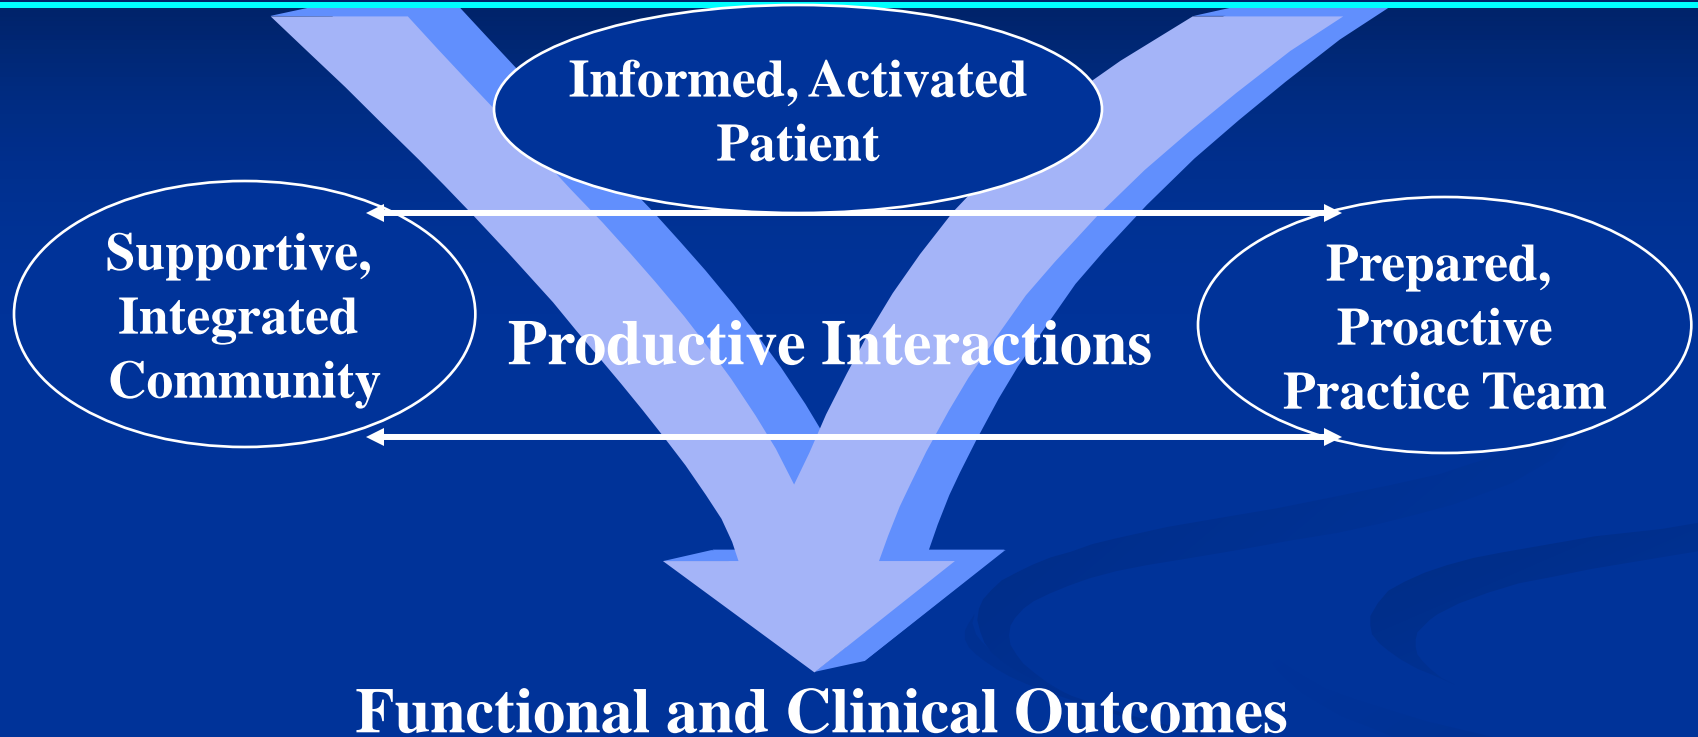 Informed, Activated
Patient
Supportive,
Integrated
Community
Productive Interactions
Prepared,
Proactive
Practice Team
Functional and Clinical Outcomes